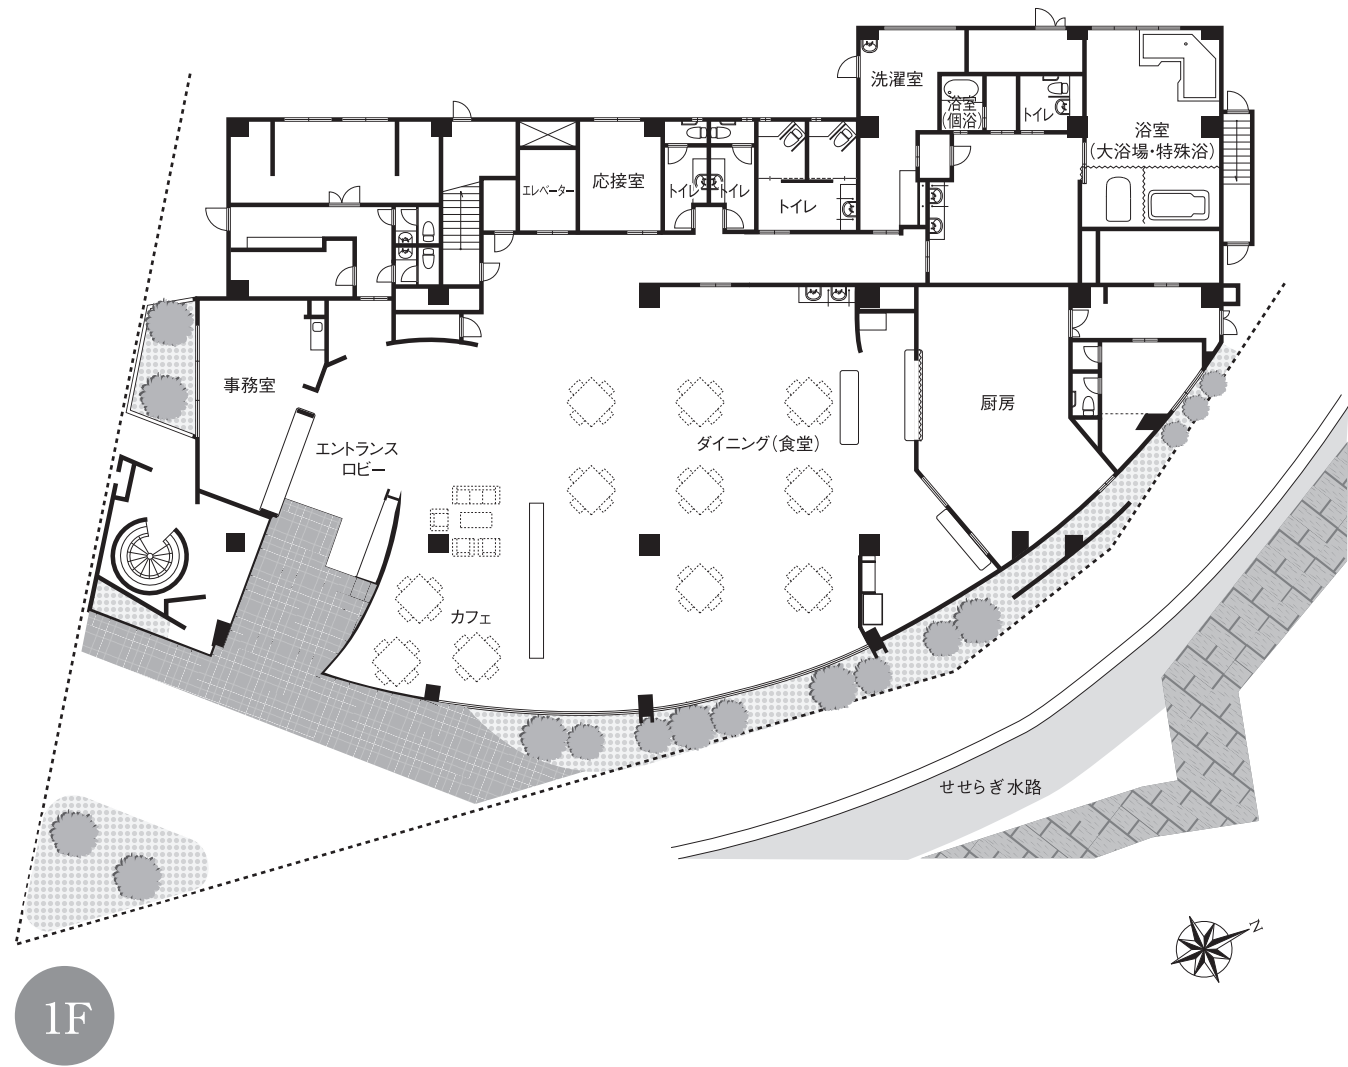 洗濯室
浴室
(個浴)
トイレ
浴室
(大浴場・特殊浴)
エレベーター
応接室
トイレ
トイレ
トイレ
事務室
エントランス
ロビー
ダイニング(食堂)
厨房
カフェ
せせらぎ水路
N
1F